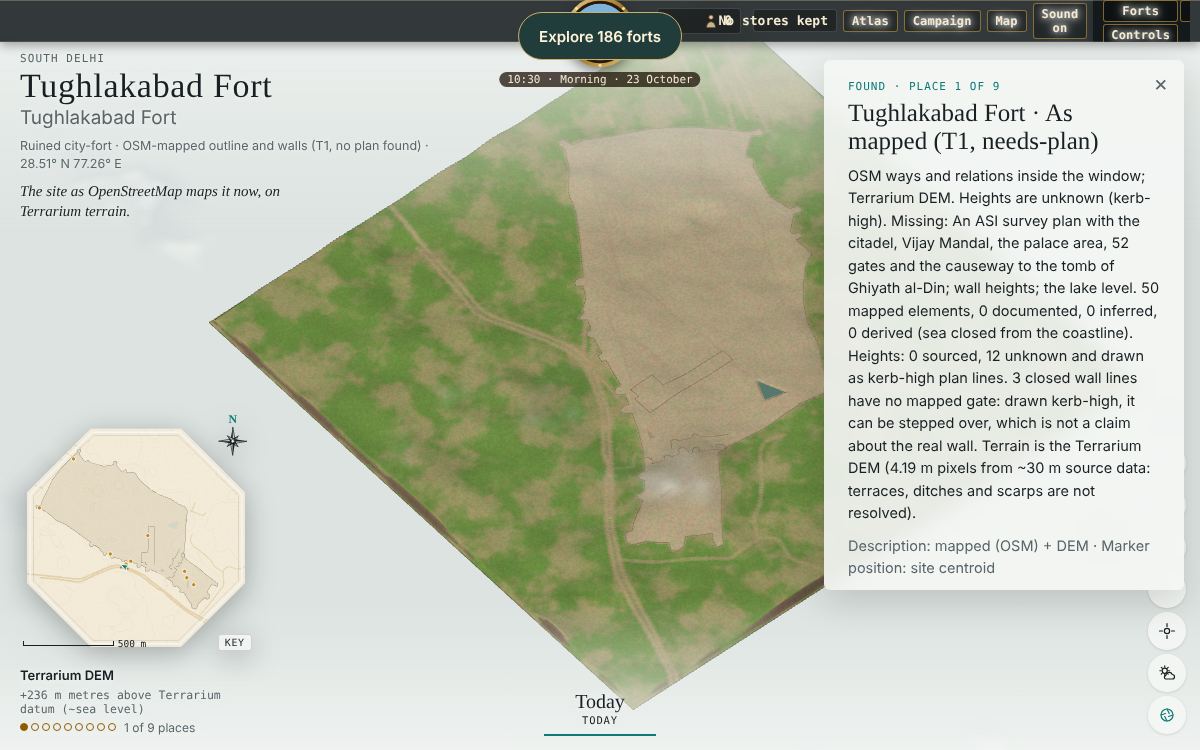 No stores kept
Atlas
Campaign
Map
Sound on
Forts
Controls
Explore 186 forts
10:30 · Morning · 23 October
SOUTH DELHI
Tughlakabad Fort
Tughlakabad Fort
Ruined city-fort · OSM-mapped outline and walls (T1, no plan found) ·
28.51° N 77.26° E
The site as OpenStreetMap maps it now, on
Terrarium terrain.
FOUND · PLACE 1 OF 9
Tughlakabad Fort · As
mapped (T1, needs-plan)
OSM ways and relations inside the window;
Terrarium DEM. Heights are unknown (kerb-
high). Missing: An ASI survey plan with the
citadel, Vijay Mandal, the palace area, 52
gates and the causeway to the tomb of
Ghiyath al-Din; wall heights; the lake level. 50
mapped elements, 0 documented, 0 inferred,
0 derived (sea closed from the coastline).
Heights: 0 sourced, 12 unknown and drawn
as kerb-high plan lines. 3 closed wall lines
have no mapped gate: drawn kerb-high, it
can be stepped over, which is not a claim
about the real wall. Terrain is the Terrarium
DEM (4.19 m pixels from ~30 m source data:
terraces, ditches and scarps are not
resolved).
Description: mapped (OSM) + DEM · Marker
position: site centroid
N
500 m
KEY
Terrarium DEM
+236 m metres above Terrarium
datum (~sea level)
1 of 9 places
Today
TODAY